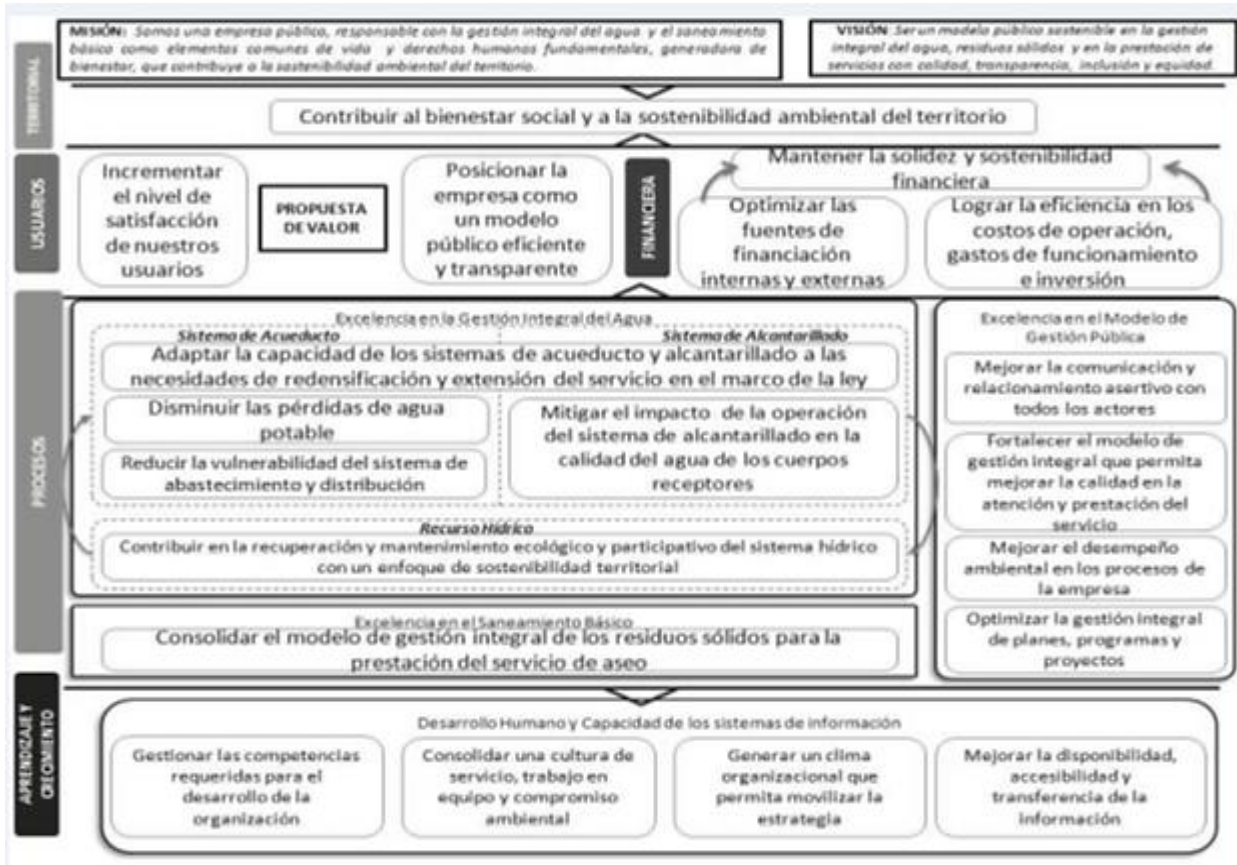 MISIÓN: Somos una empresa público, responsable con la gestión integral del agua y el saneamiento
básico como elementos comunes de vida y derechos humanos fundamentales, generadora de
bienestar, que contribuye a la sostenibilidad ambiental del territorio.
VISIÓN: Ser un modelo público sostenible en la gestión
integral del agua, residuos sólidos y en la prestación de
servicios con calidad, transparencia, inclusión y equidad.
TERRITORIAL
Contribuir al bienestar social y a la sostenibilidad ambiental del territorio
USUARIOS
Incrementar
el nivel de
satisfacción
de nuestros
usuarios
PROPUESTA
DE VALOR
Posicionar la
empresa como
un modelo
público eficiente
y transparente
FINANCIERA
Mantener la solidez y sostenibilidad
financiera
Optimizar las
fuentes de
financiación
internas y externas
Lograr la eficiencia en los
costos de operación,
gastos de funcionamiento
e inversión
PROCESOS
Excelencia en la Gestión Integral del Agua
Sistema de Acueducto
Sistema de Alcantarillado
Adaptar la capacidad de los sistemas de acueducto y alcantarillado a las
necesidades de redensificación y extensión del servicio en el marco de la ley
Disminuir las pérdidas de agua
potable
Reducir la vulnerabilidad del sistema de
abastecimiento y distribución
Mitigar el impacto de la operación
del sistema de alcantarillado en la
calidad del agua de los cuerpos
receptores
Recurso Hídrico
Contribuir en la recuperación y mantenimiento ecológico y participativo del sistema hídrico
con un enfoque de sostenibilidad territorial
Excelencia en el Saneamiento Básico
Consolidar el modelo de gestión integral de los residuos sólidos para la
prestación del servicio de aseo
Excelencia en el Modelo de
Gestión Pública
Mejorar la comunicación y
relacionamiento asertivo con
todos los actores
Fortalecer el modelo de
gestión integral que permita
mejorar la calidad en la
atención y prestación del
servicio
Mejorar el desempeño
ambiental en los procesos de
la empresa
Optimizar la gestión integral
de planes, programas y
proyectos
APRENDIZAJE Y
CRECIMIENTO
Desarrollo Humano y Capacidad de los sistemas de información
Gestionar las competencias
requeridas para el
desarrollo de la
organización
Consolidar una cultura de
servicio, trabajo en
equipo y compromiso
ambiental
Generar un clima
organizacional que
permita movilizar la
estrategia
Mejorar la disponibilidad,
accesibilidad y
transferencia de la
información